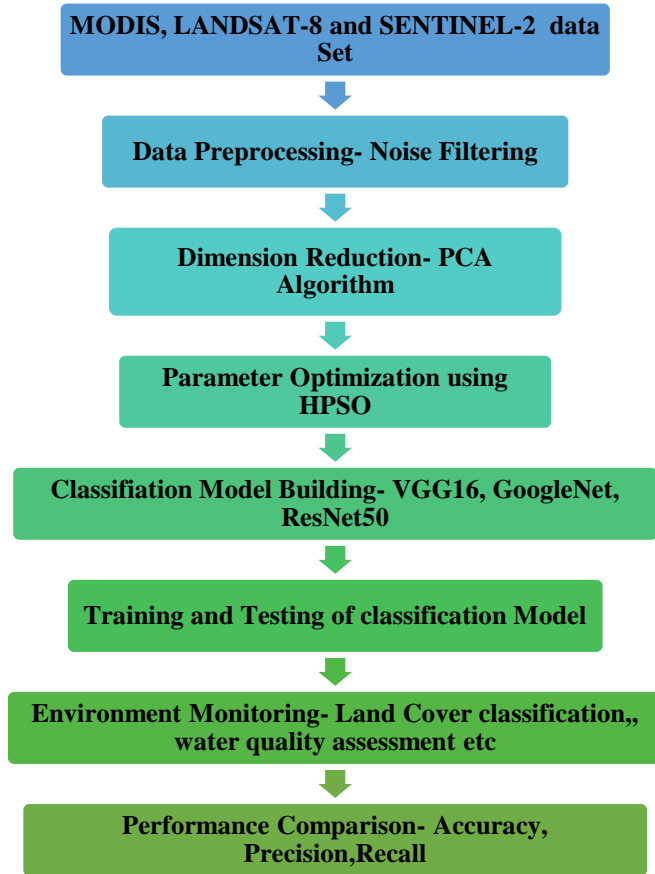 MODIS, LANDSAT-8 and SENTINEL-2 data
Set
Data Preprocessing- Noise Filtering
Dimension Reduction- PCA
Algorithm
Parameter Optimization using
HPSO
Classifiation Model Building- VGG16, GoogleNet,
ResNet50
Training and Testing of classification Model
Environment Monitoring- Land Cover classification,,
water quality assessment etc
Performance Comparison- Accuracy,
Precision,Recall